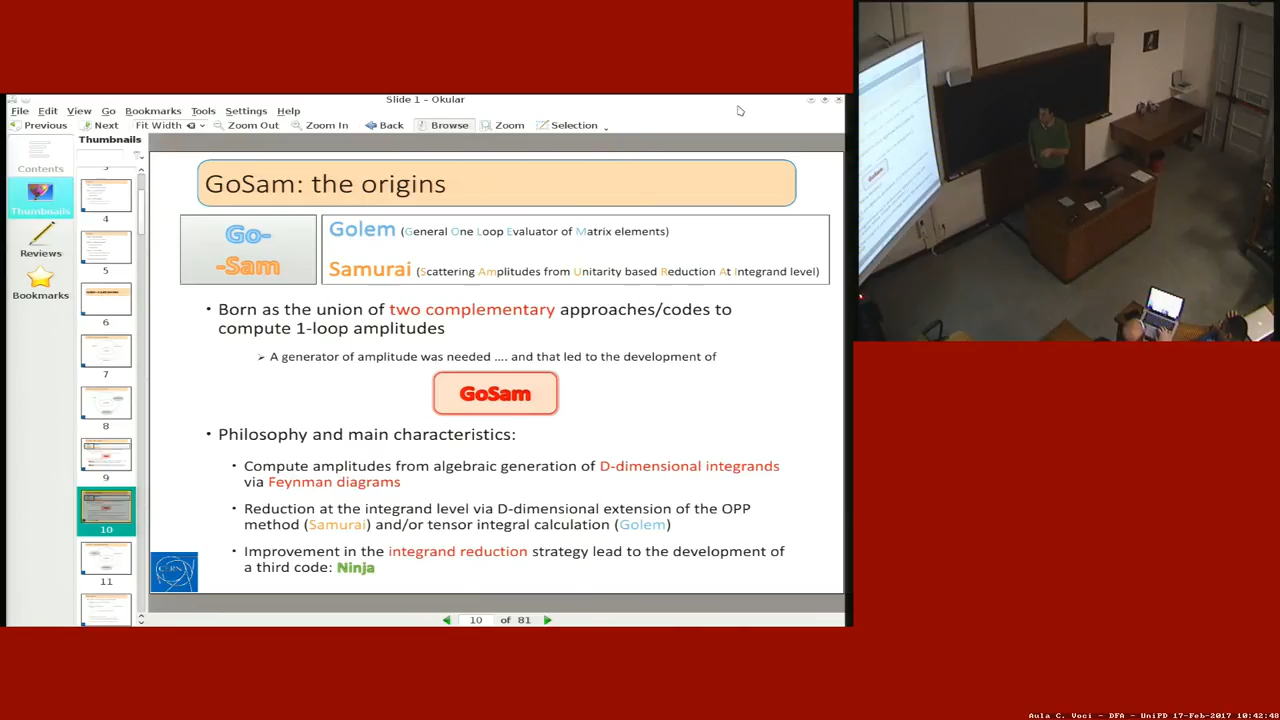 Slide 1 – Okular
File Edit View Go Bookmarks Tools Settings Help
Previous Next Fit Width Zoom Out Zoom In Back Browse Zoom Selection
Contents
Thumbnails
Reviews
Bookmarks
Thumbnails
4
5
6
7
8
9
10
11
GoSam: the origins
Go-
-Sam
Golem (General One Loop Evaluator of Matrix elements)
Samurai (Scattering Amplitudes from Unitarity based Reduction At Integrand level)
• Born as the union of two complementary approaches/codes to
compute 1-loop amplitudes
➢ A generator of amplitude was needed .... and that led to the development of
GoSam
• Philosophy and main characteristics:
• Compute amplitudes from algebraic generation of D-dimensional integrands
via Feynman diagrams
• Reduction at the integrand level via D-dimensional extension of the OPP
method (Samurai) and/or tensor integral calculation (Golem)
• Improvement in the integrand reduction strategy lead to the development of
a third code: Ninja
CERN
10 of 81
GoSam
Aula C. Voci - DFA - UniPD 17-Feb-2017 10:42:48